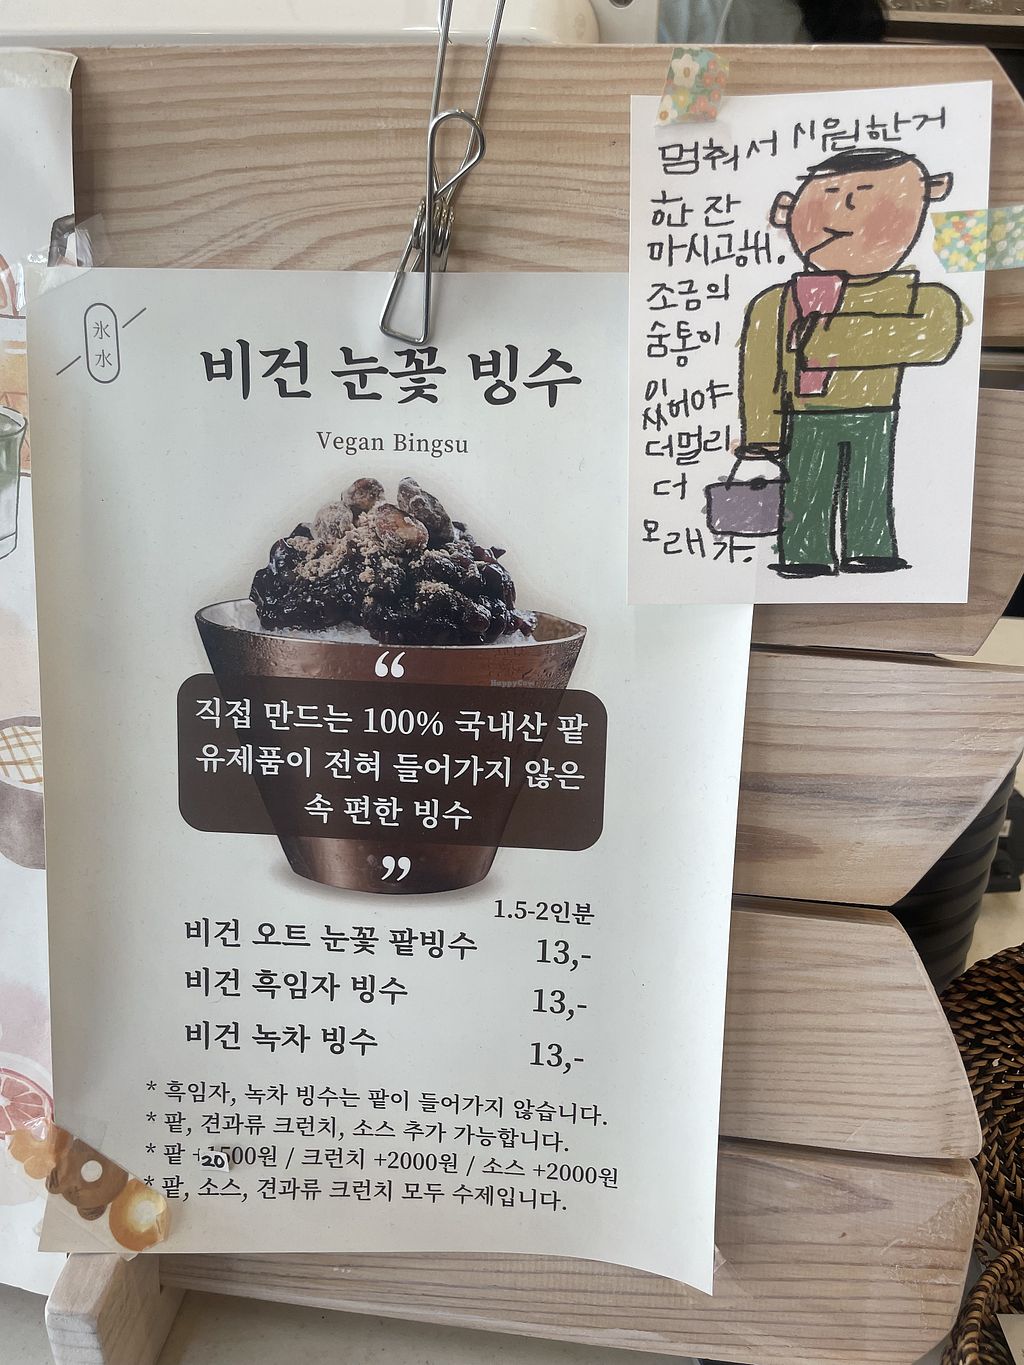 氷
水
비건 눈꽃 빙수
Vegan Bingsu
“
HappyCow
직접 만드는 100% 국내산 팥
유제품이 전혀 들어가지 않은
속 편한 빙수
”
1.5-2인분
비건 오트 눈꽃 팥빙수 13,-
비건 흑임자 빙수 13,-
비건 녹차 빙수 13,-
* 흑임자, 녹차 빙수는 팥이 들어가지 않습니다.
* 팥, 견과류 크런치, 소스 추가 가능합니다.
* 팥 +2000원 / 크런치 +2000원 / 소스 +2000원
* 팥, 소스, 견과류 크런치 모두 수제입니다.
멈춰서 시원한거
한 잔
마시고해.
조금의
숨통이
있어야
더멀리
더
오래 가.